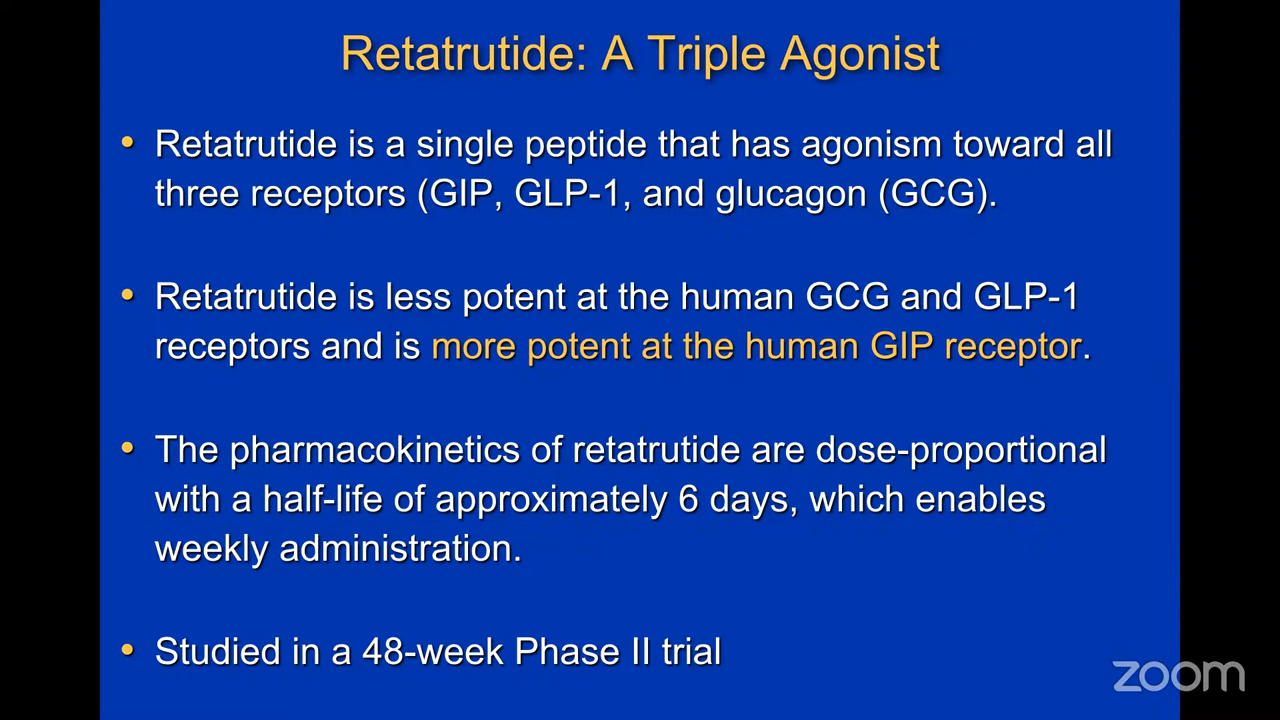 Retatrutide: A Triple Agonist
• Retatrutide is a single peptide that has agonism toward all
three receptors (GIP, GLP-1, and glucagon (GCG).
• Retatrutide is less potent at the human GCG and GLP-1
receptors and is more potent at the human GIP receptor.
• The pharmacokinetics of retatrutide are dose-proportional
with a half-life of approximately 6 days, which enables
weekly administration.
• Studied in a 48-week Phase II trial
zoom